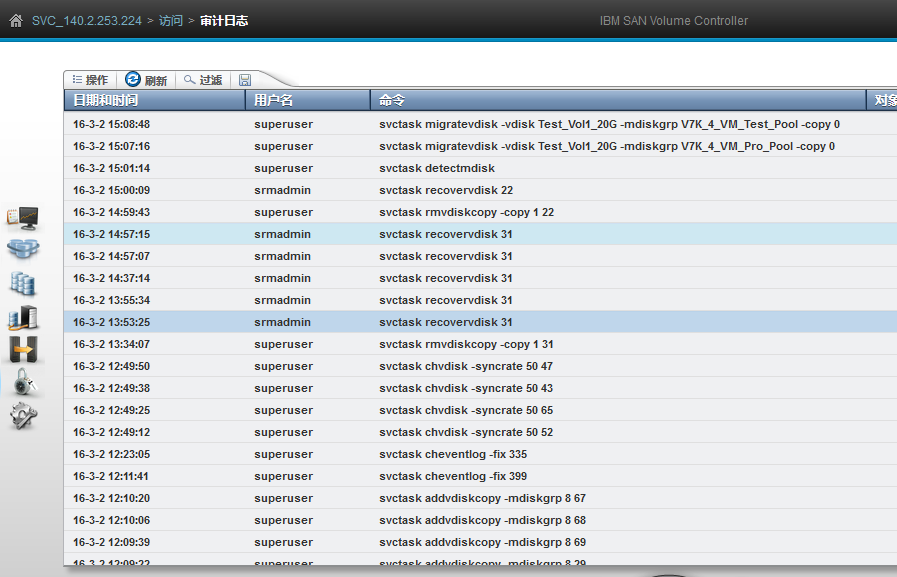 SVC_140.2.253.224 > 访问 > 审计日志 IBM SAN Volume Controller
操作 刷新 过滤
日期和时间 用户名 命令 对象
16-3-2 15:08:48 superuser svctask migratevdisk -vdisk Test_Vol1_20G -mdiskgrp V7K_4_VM_Test_Pool -copy 0
16-3-2 15:07:16 superuser svctask migratevdisk -vdisk Test_Vol1_20G -mdiskgrp V7K_4_VM_Pro_Pool -copy 0
16-3-2 15:01:14 superuser svctask detectmdisk
16-3-2 15:00:09 srmadmin svctask recovervdisk 22
16-3-2 14:59:43 superuser svctask rmvdiskcopy -copy 1 22
16-3-2 14:57:15 srmadmin svctask recovervdisk 31
16-3-2 14:57:07 srmadmin svctask recovervdisk 31
16-3-2 14:37:14 srmadmin svctask recovervdisk 31
16-3-2 13:55:34 srmadmin svctask recovervdisk 31
16-3-2 13:53:25 srmadmin svctask recovervdisk 31
16-3-2 13:34:07 superuser svctask rmvdiskcopy -copy 1 31
16-3-2 12:49:50 superuser svctask chvdisk -syncrate 50 47
16-3-2 12:49:38 superuser svctask chvdisk -syncrate 50 43
16-3-2 12:49:25 superuser svctask chvdisk -syncrate 50 65
16-3-2 12:49:12 superuser svctask chvdisk -syncrate 50 52
16-3-2 12:23:05 superuser svctask cheventlog -fix 335
16-3-2 12:11:41 superuser svctask cheventlog -fix 399
16-3-2 12:10:20 superuser svctask addvdiskcopy -mdiskgrp 8 67
16-3-2 12:10:06 superuser svctask addvdiskcopy -mdiskgrp 8 68
16-3-2 12:09:39 superuser svctask addvdiskcopy -mdiskgrp 8 69
16-3-2 12:09:22 superuser svctask addvdiskcopy -mdiskgrp 8 29